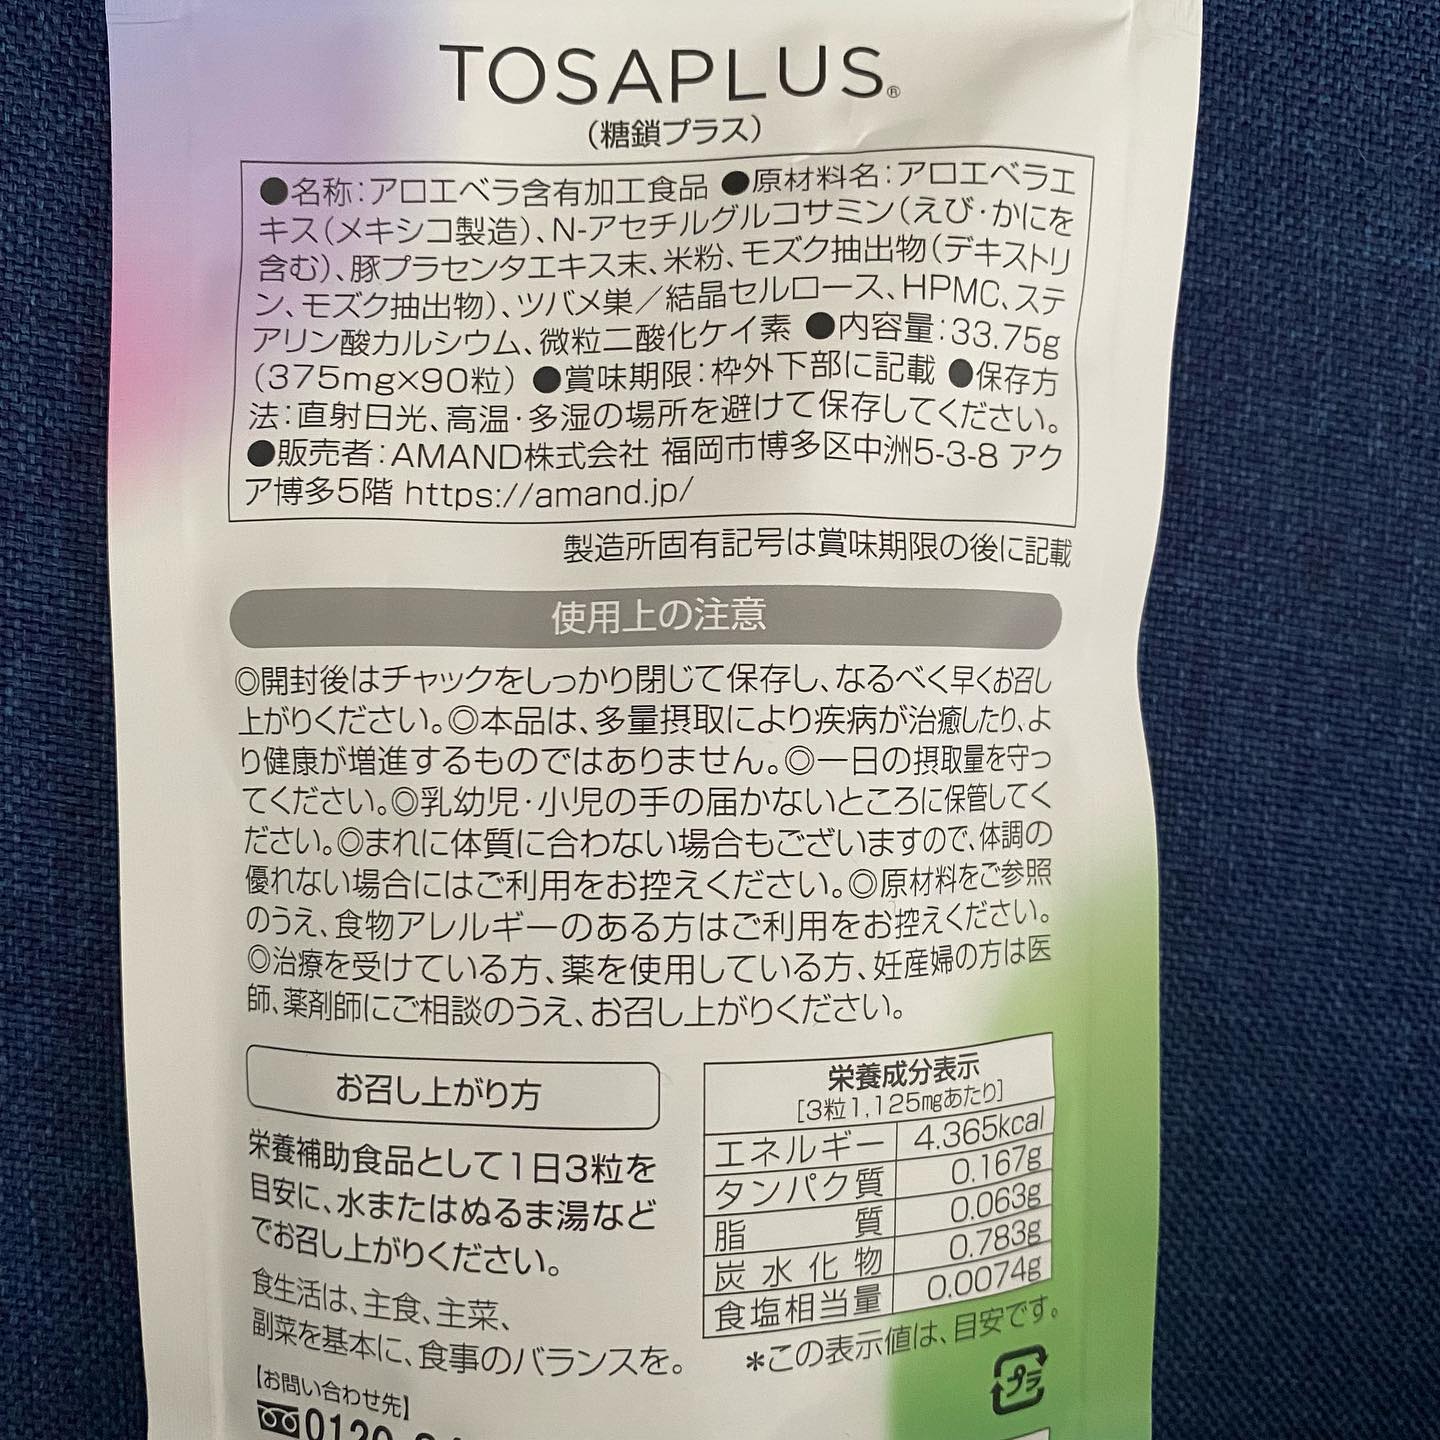 TOSAPLUS®
(糖鎖プラス)
●名称:アロエベラ含有加工食品 ●原材料名:アロエベラエ
キス(メキシコ製造)、N-アセチルグルコサミン(えび・かにを
含む)、豚プラセンタエキス末、米粉、モズク抽出物(デキストリ
ン、モズク抽出物)、ツバメ巣/結晶セルロース、HPMC、ステ
アリン酸カルシウム、微粒二酸化ケイ素 ●内容量:33.75g
(375mg×90粒) ●賞味期限:枠外下部に記載 ●保存方
法:直射日光、高温・多湿の場所を避けて保存してください。
●販売者:AMAND株式会社 福岡市博多区中洲5-3-8 アク
ア博多5階 https://amand.jp/
製造所固有記号は賞味期限の後に記載
使用上の注意
◎開封後はチャックをしっかり閉じて保存し、なるべく早くお召し
上がりください。◎本品は、多量摂取により疾病が治癒したり、よ
り健康が増進するものではありません。◎一日の摂取量を守っ
てください。◎乳幼児・小児の手の届かないところに保管してく
ださい。◎まれに体質に合わない場合もございますので、体調の
優れない場合にはご利用をお控えください。◎原材料をご参照
のうえ、食物アレルギーのある方はご利用をお控えください。
◎治療を受けている方、薬を使用している方、妊産婦の方は医
師、薬剤師にご相談のうえ、お召し上がりください。
お召し上がり方
栄養補助食品として1日3粒を
目安に、水またはぬるま湯など
でお召し上がりください。
食生活は、主食、主菜、
副菜を基本に、食事のバランスを。
【お問い合わせ先】
0120
栄養成分表示
[3粒1,125mgあたり]
エネルギー 4.365kcal
タンパク質 0.167g
脂質 0.063g
炭水化物 0.783g
食塩相当量 0.0074g
*この表示値は、目安です。
プラ